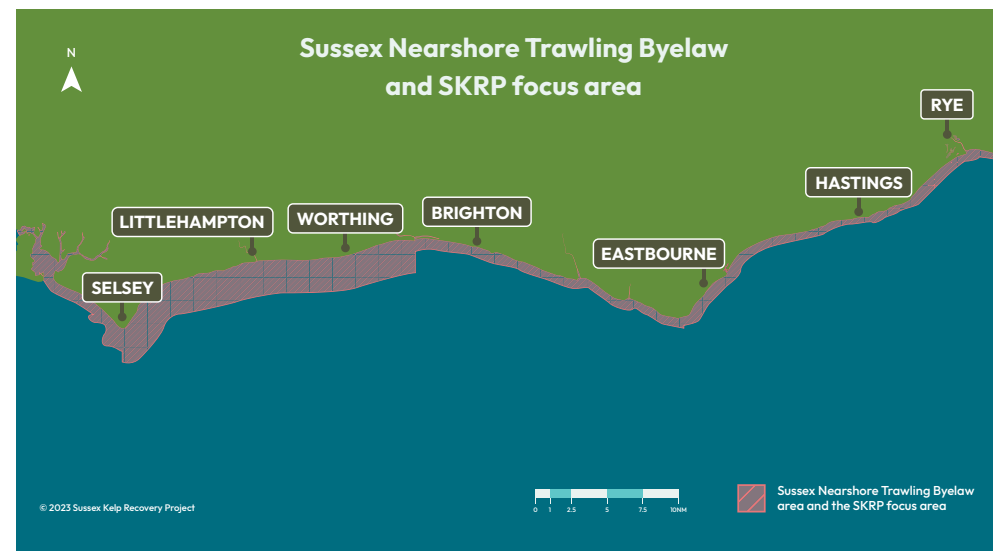 Sussex Nearshore Trawling Byelaw
and SKRP focus area
N
RYE
HASTINGS
BRIGHTON
WORTHING
LITTLEHAMPTON
EASTBOURNE
SELSEY
0 1 2.5 5 7.5 10NM
Sussex Nearshore Trawling Byelaw
area and the SKRP focus area
© 2023 Sussex Kelp Recovery Project